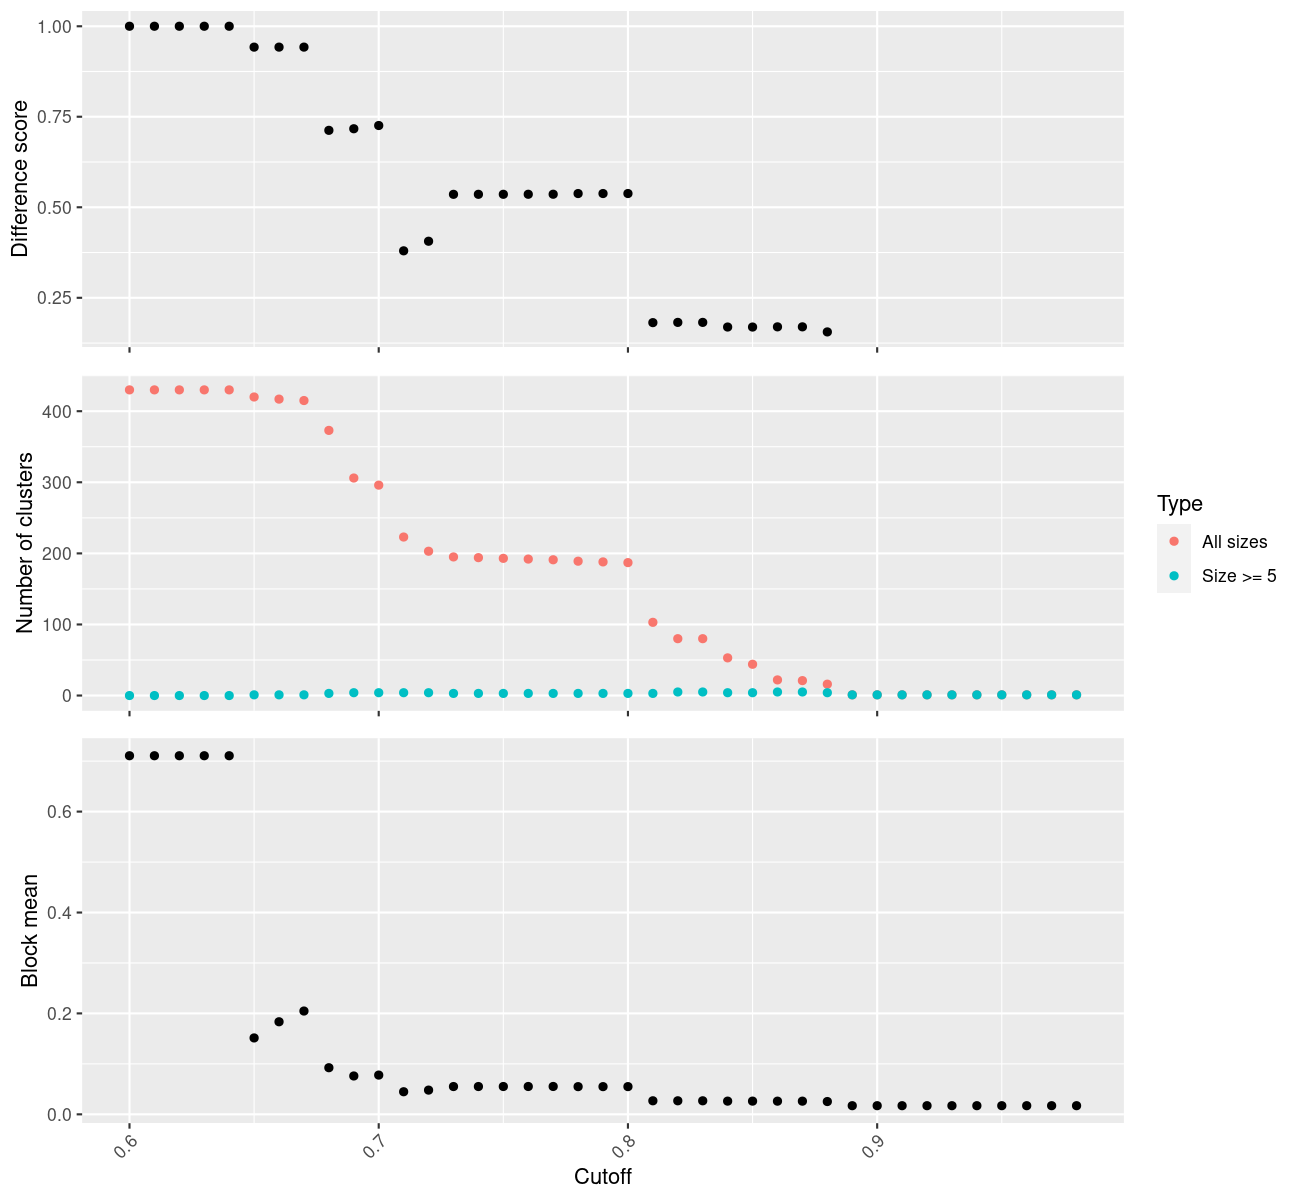 1.00
0.75
0.50
0.25
Difference score
400
300
200
100
0
Number of clusters
Type
All sizes
Size >= 5
0.6
0.4
0.2
0.0
Block mean
0.6 0.7 0.8 0.9
Cutoff